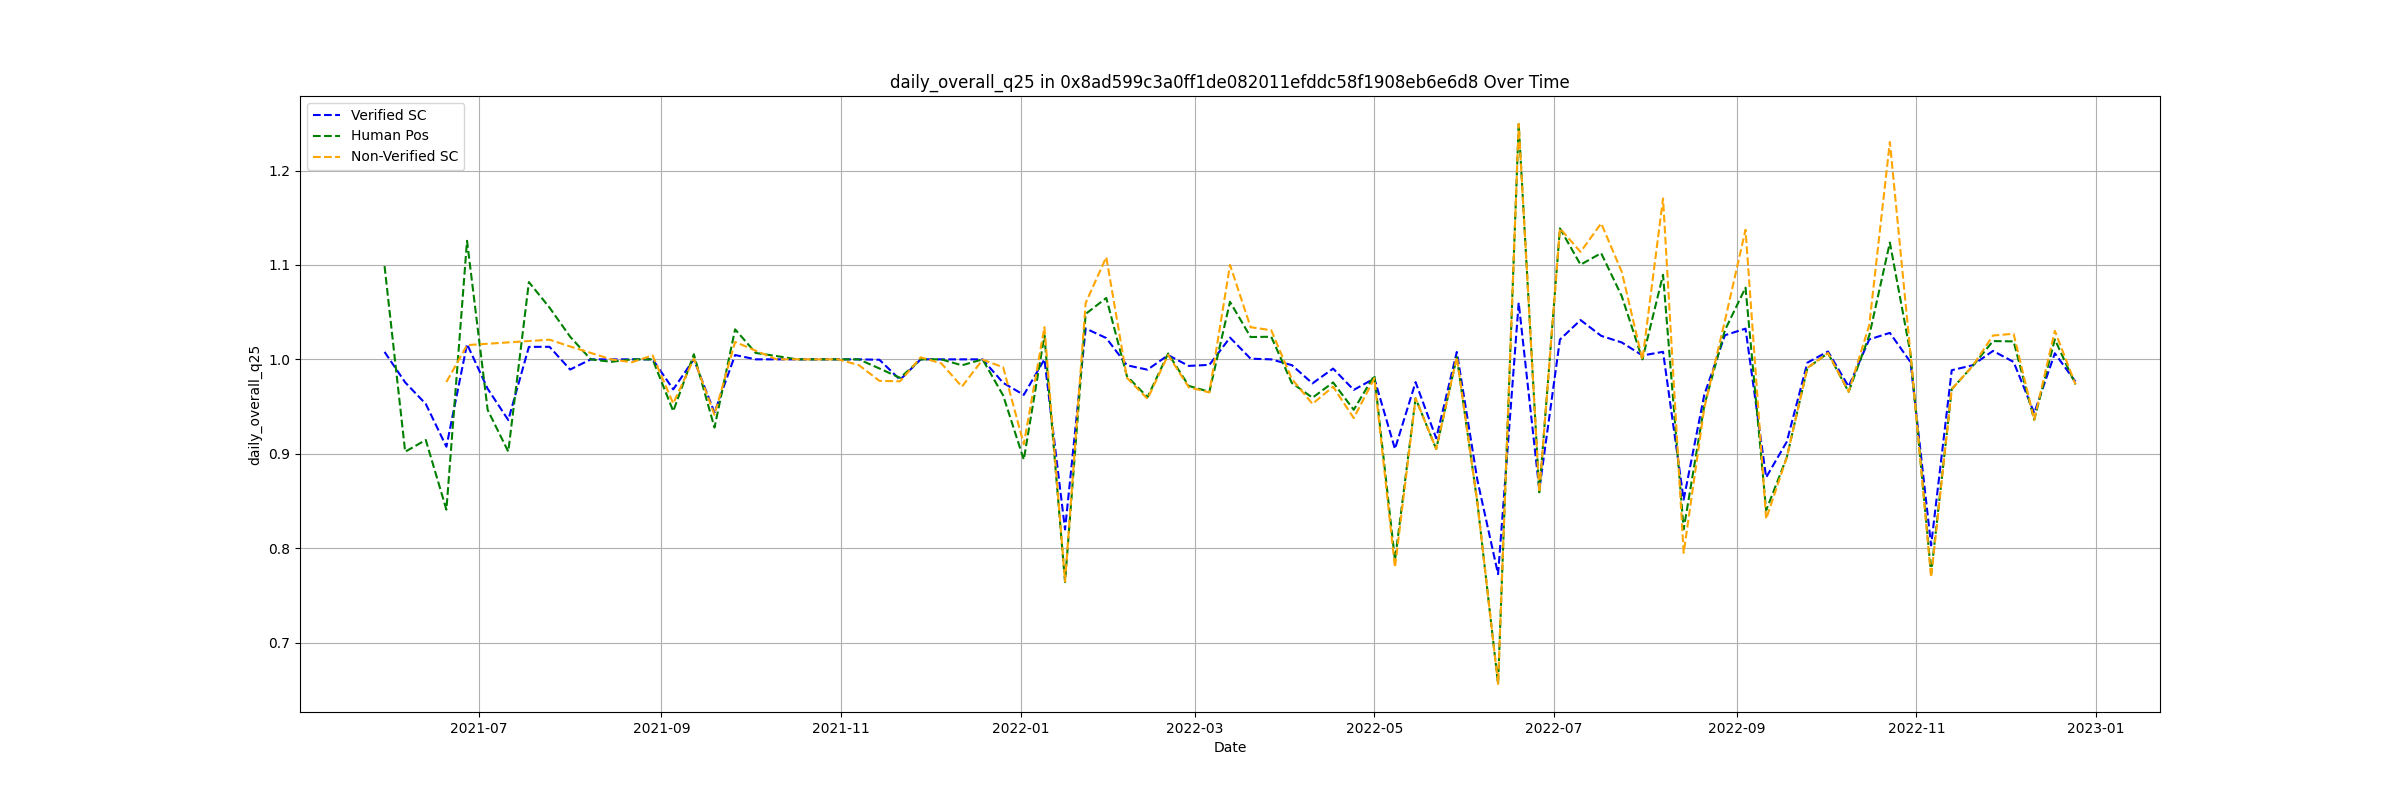 daily_overall_q25 in 0x8ad599c3a0ff1de082011efddc58f1908eb6e6d8 Over Time
Verified SC
Human Pos
Non-Verified SC
daily_overall_q25
1.2
1.1
1.0
0.9
0.8
0.7
2021-07 2021-09 2021-11 2022-01 2022-03 2022-05 2022-07 2022-09 2022-11 2023-01
Date